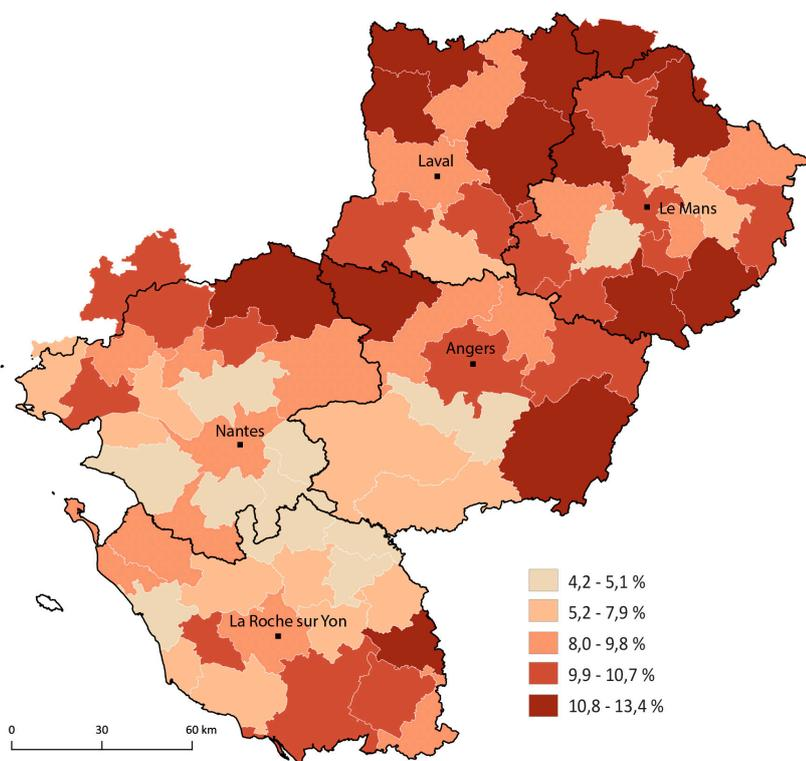 Laval
Le Mans
Angers
Nantes
La Roche sur Yon
4,2 - 5,1 %
5,2 - 7,9 %
8,0 - 9,8 %
9,9 - 10,7 %
10,8 - 13,4 %
0 30 60 km